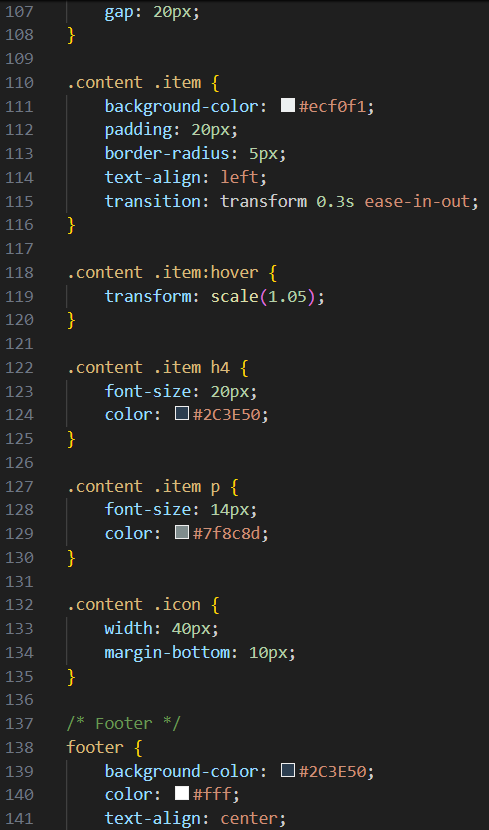 107 gap: 20px;
108 }
109
110 .content .item {
111 background-color: #ecf0f1;
112 padding: 20px;
113 border-radius: 5px;
114 text-align: left;
115 transition: transform 0.3s ease-in-out;
116 }
117
118 .content .item:hover {
119 transform: scale(1.05);
120 }
121
122 .content .item h4 {
123 font-size: 20px;
124 color: #2C3E50;
125 }
126
127 .content .item p {
128 font-size: 14px;
129 color: #7f8c8d;
130 }
131
132 .content .icon {
133 width: 40px;
134 margin-bottom: 10px;
135 }
136
137 /* Footer */
138 footer {
139 background-color: #2C3E50;
140 color: #fff;
141 text-align: center;